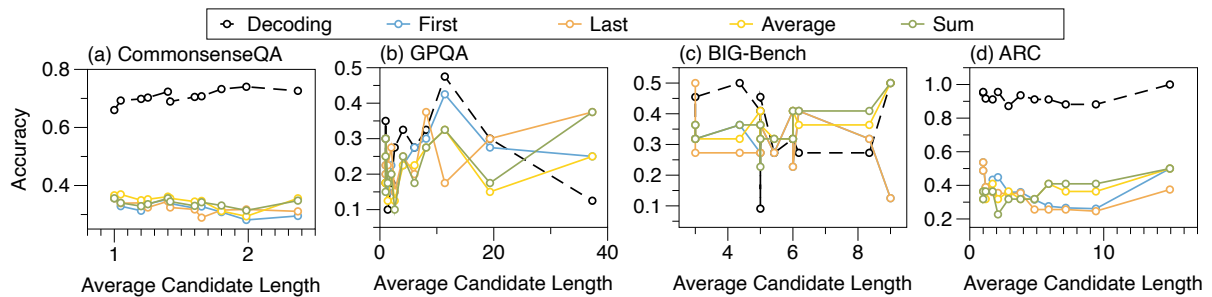 Decoding First Last Average Sum
(a) CommonsenseQA (b) GPQA (c) BIG-Bench (d) ARC
Accuracy
0.8 0.6 0.4
1 2
Average Candidate Length
0.5 0.4 0.3 0.2 0.1
0 20 40
Average Candidate Length
0.5 0.4 0.3 0.2 0.1
4 6 8
Average Candidate Length
1.0 0.8 0.6 0.4 0.2
0 10
Average Candidate Length